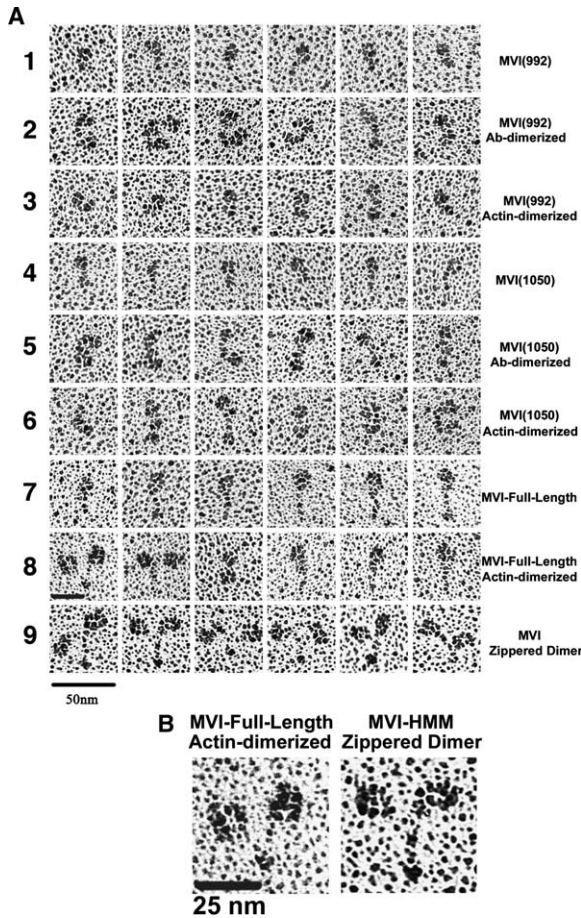 A
1
MVI(992)
2
MVI(992)
Ab-dimerized
3
MVI(992)
Actin-dimerized
4
MVI(1050)
5
MVI(1050)
Ab-dimerized
6
MVI(1050)
Actin-dimerized
7
MVI-Full-Length
8
MVI-Full-Length
Actin-dimerized
9
MVI
Zippered Dimer
50nm
B
MVI-Full-Length
Actin-dimerized
MVI-HMM
Zippered Dimer
25 nm